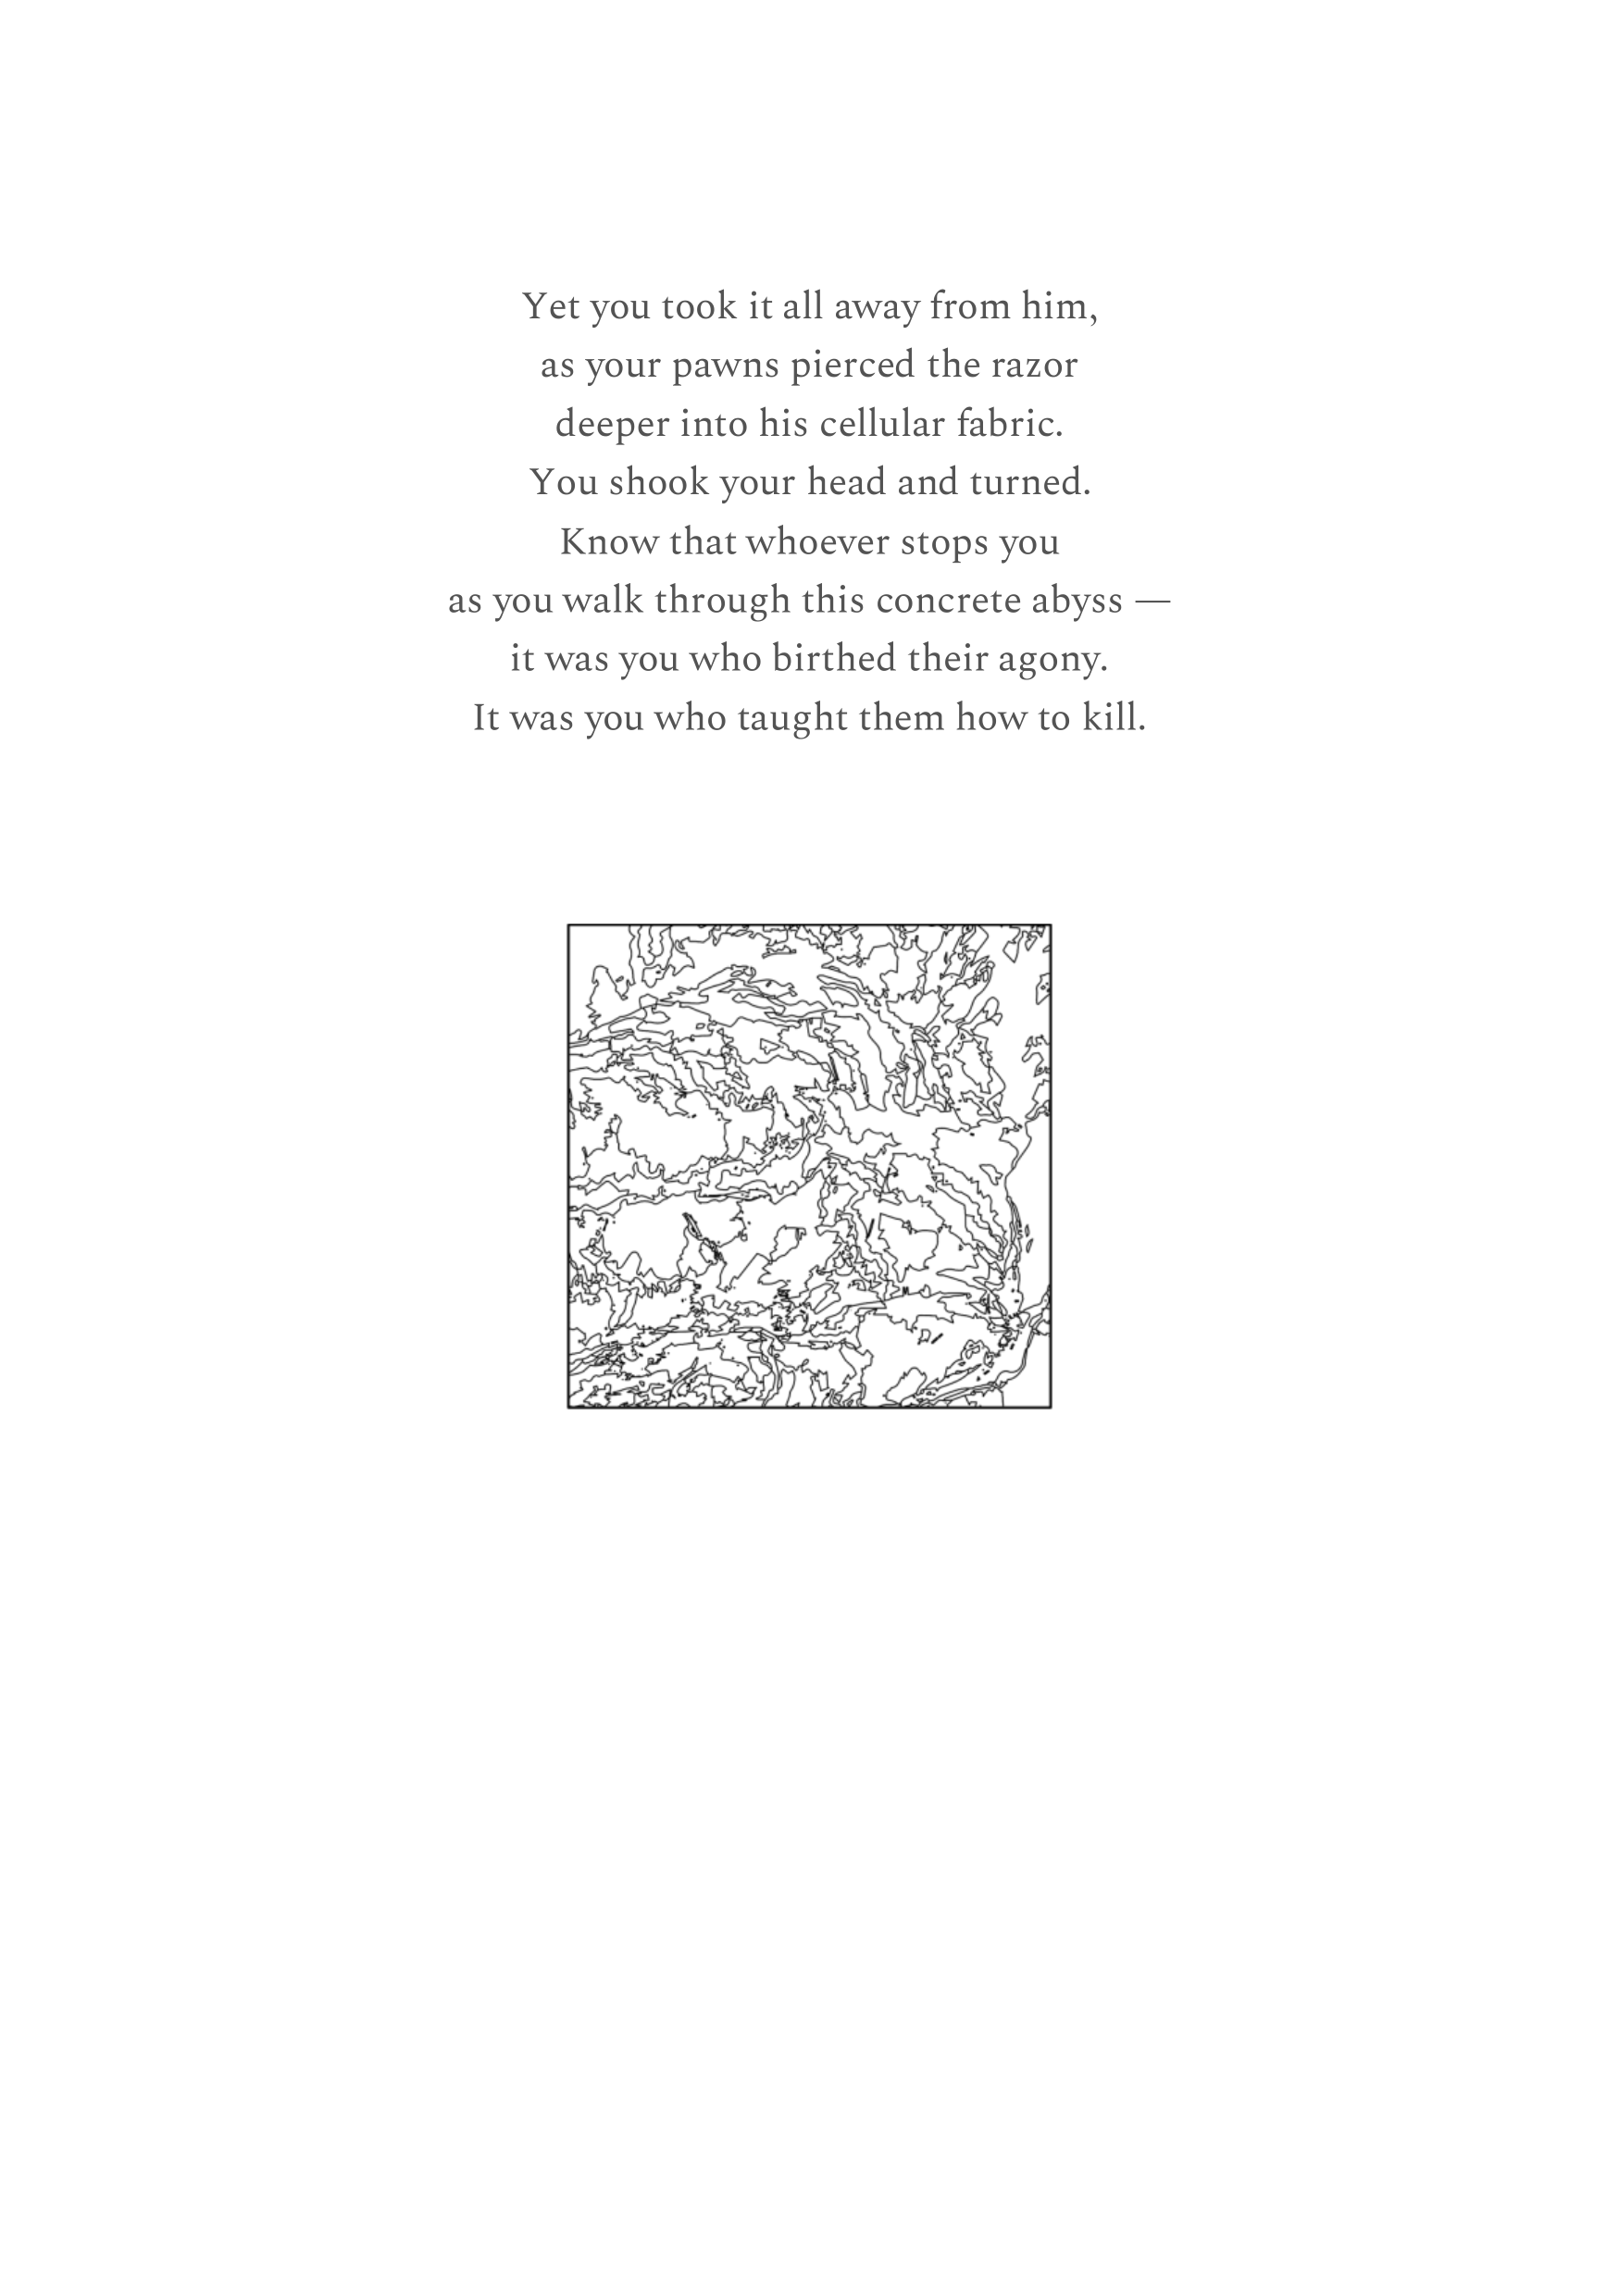 Yet you took it all away from him,
as your pawns pierced the razor
deeper into his cellular fabric.
You shook your head and turned.
Know that whoever stops you
as you walk through this concrete abyss —
it was you who birthed their agony.
It was you who taught them how to kill.